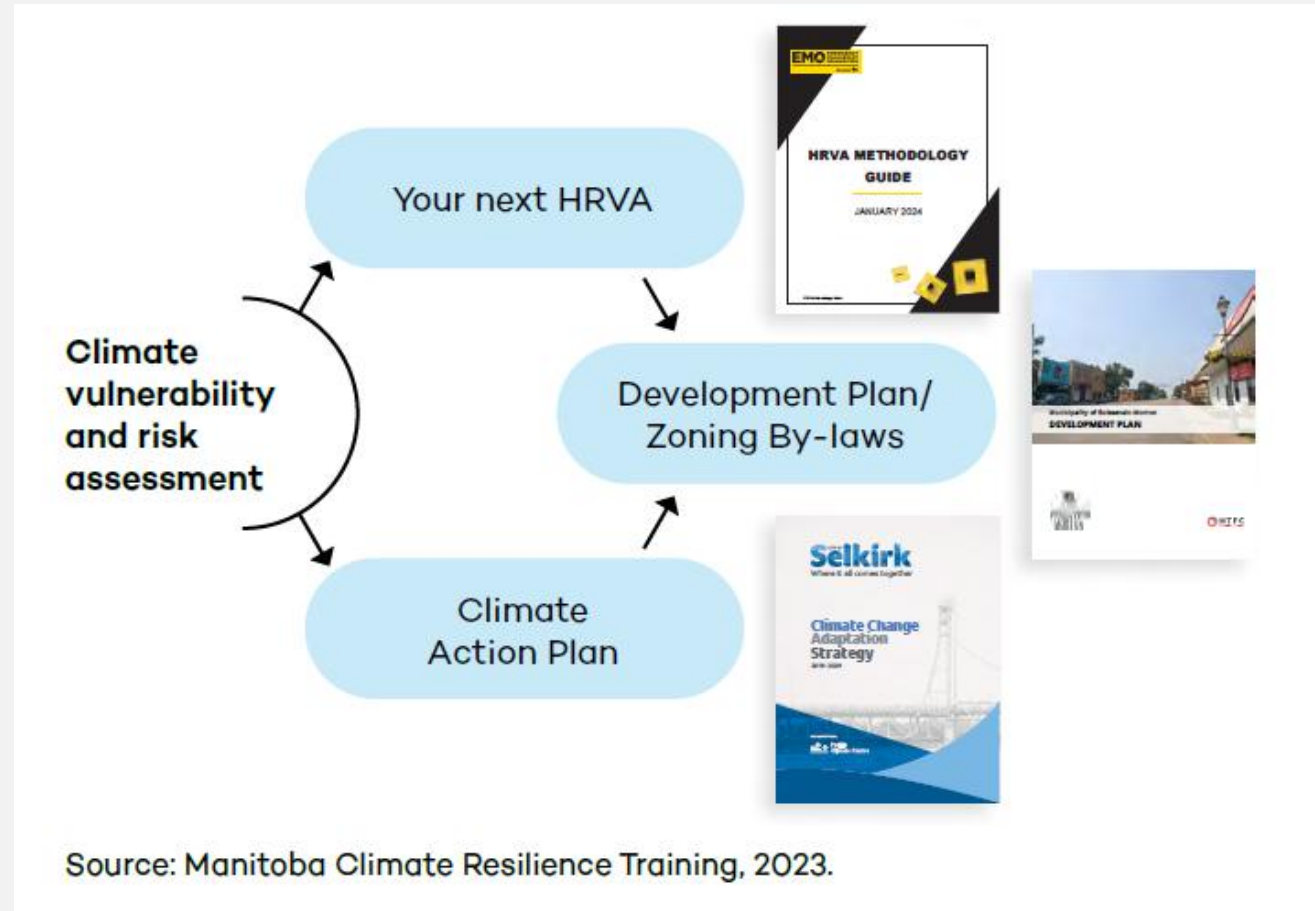 EMO
HRVA METHODOLOGY
GUIDE
JANUARY 2024
Your next HRVA
Climate
vulnerability
and risk
assessment
Development Plan/
Zoning By-laws
DEVELOPMENT PLAN
Climate
Action Plan
Selkirk
Where it all comes together
Climate Change
Adaptation
Strategy
Source: Manitoba Climate Resilience Training, 2023.